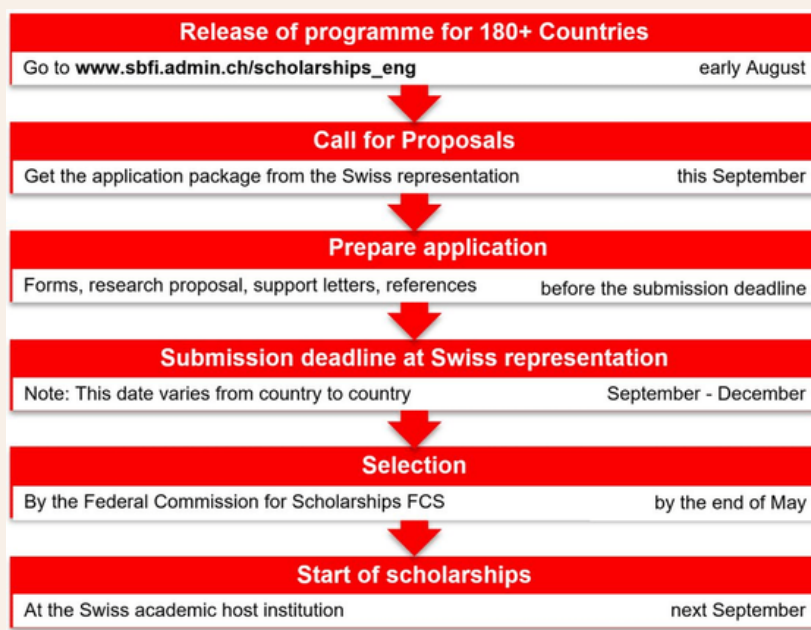 Release of programme for 180+ Countries
Go to www.sbfi.admin.ch/scholarships_eng early August
Call for Proposals
Get the application package from the Swiss representation this September
Prepare application
Forms, research proposal, support letters, references before the submission deadline
Submission deadline at Swiss representation
Note: This date varies from country to country September - December
Selection
By the Federal Commission for Scholarships FCS by the end of May
Start of scholarships
At the Swiss academic host institution next September